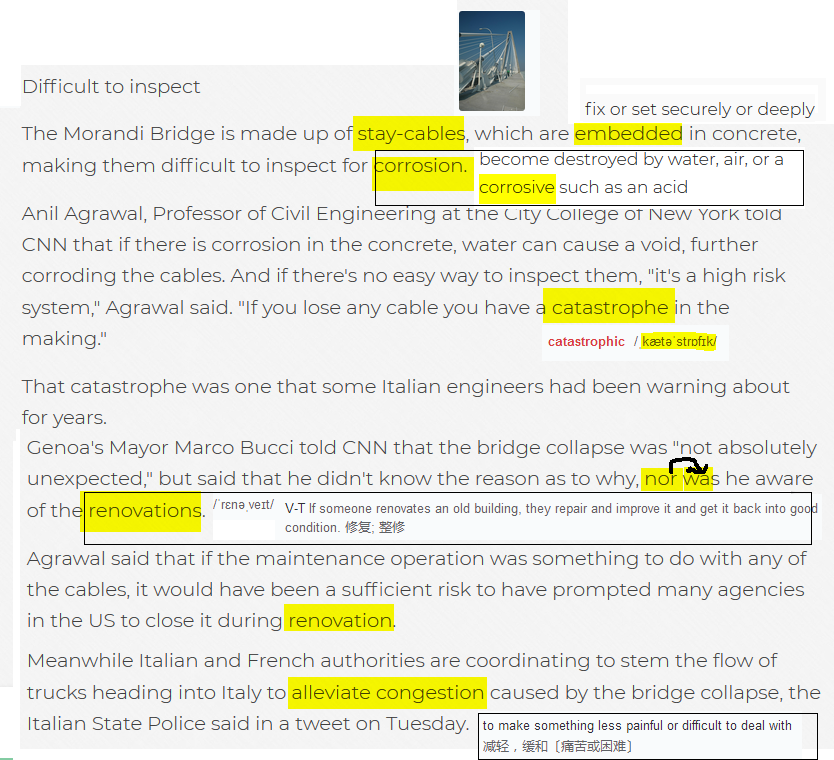 Difficult to inspect
fix or set securely or deeply
The Morandi Bridge is made up of stay-cables, which are embedded in concrete,
making them difficult to inspect for corrosion.
become destroyed by water, air, or a
corrosive such as an acid
Anil Agrawal, Professor of Civil Engineering at the City College of New York told
CNN that if there is corrosion in the concrete, water can cause a void, further
corroding the cables. And if there's no easy way to inspect them, "it's a high risk
system," Agrawal said. "If you lose any cable you have a catastrophe in the
making."
catastrophic /ˌkætəˈstrɒfɪk/
That catastrophe was one that some Italian engineers had been warning about
for years.
Genoa's Mayor Marco Bucci told CNN that the bridge collapse was "not absolutely
unexpected," but said that he didn't know the reason as to why, nor was he aware
of the renovations.
/ˈrɛnəˌveɪt/
V-T If someone renovates an old building, they repair and improve it and get it back into good
condition. 修复; 整修
Agrawal said that if the maintenance operation was something to do with any of
the cables, it would have been a sufficient risk to have prompted many agencies
in the US to close it during renovation.
Meanwhile Italian and French authorities are coordinating to stem the flow of
trucks heading into Italy to alleviate congestion caused by the bridge collapse, the
Italian State Police said in a tweet on Tuesday.
to make something less painful or difficult to deal with
减轻，缓和〔痛苦或困难〕